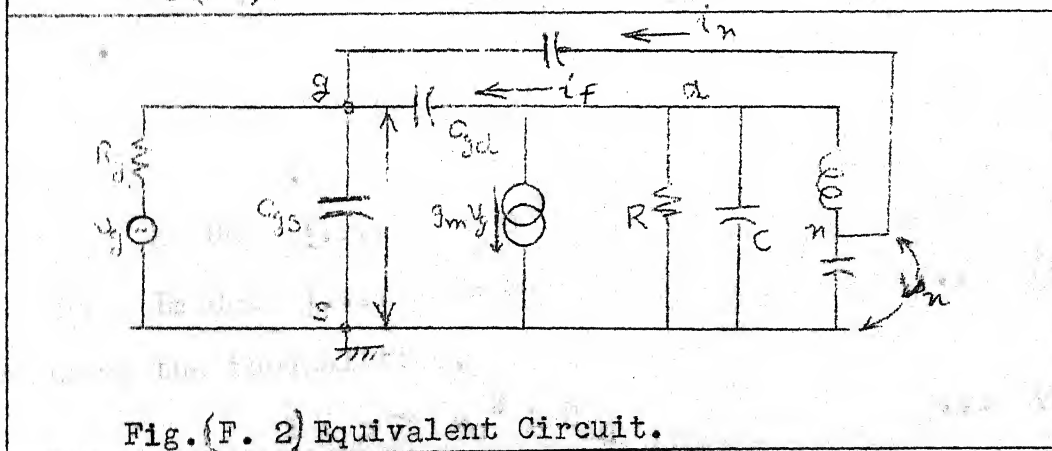 i_n
g
i_f
d
C_gd
R_g
v_g
C_gs
g_m v_g
R
C
n
v_n
s
Fig.(F. 2) Equivalent Circuit.